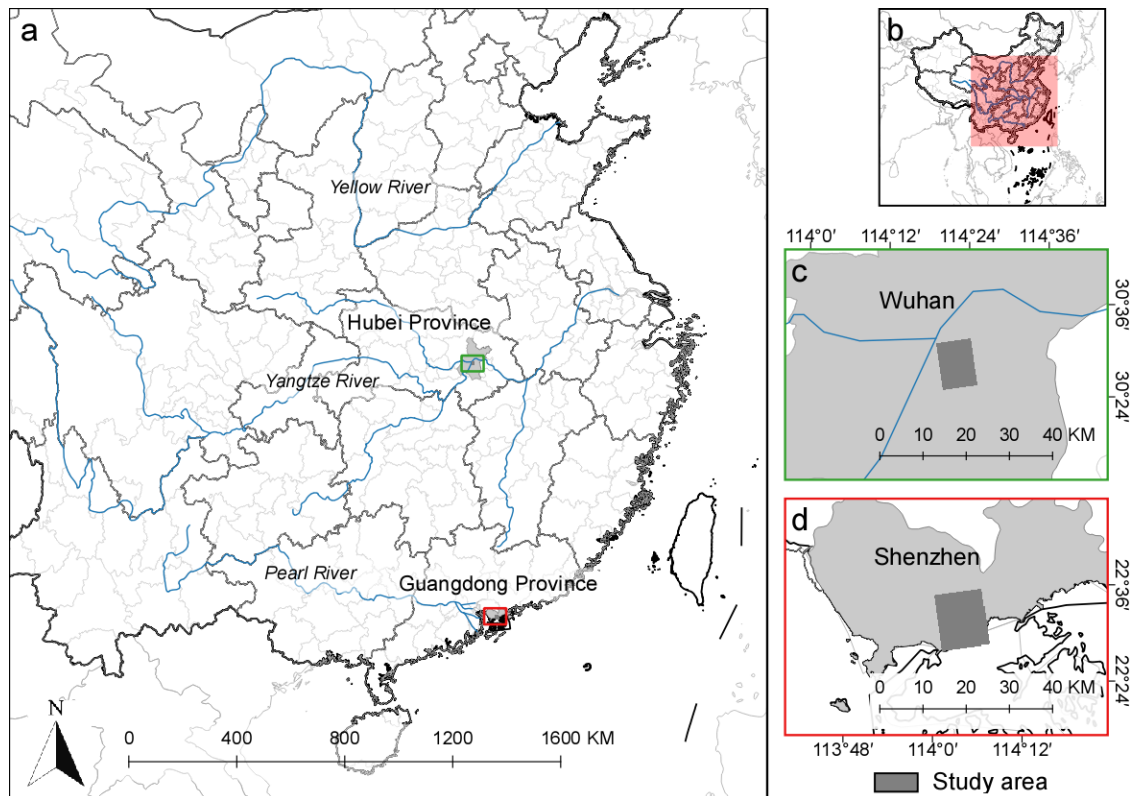 a
Yellow River
Hubei Province
Yangtze River
Pearl River
Guangdong Province
N
0 400 800 1200 1600 KM
b
114°0' 114°12' 114°24' 114°36'
c
Wuhan
30°36'
30°24'
0 10 20 30 40 KM
d
Shenzhen
22°36'
22°24'
0 10 20 30 40 KM
113°48' 114°0' 114°12'
Study area